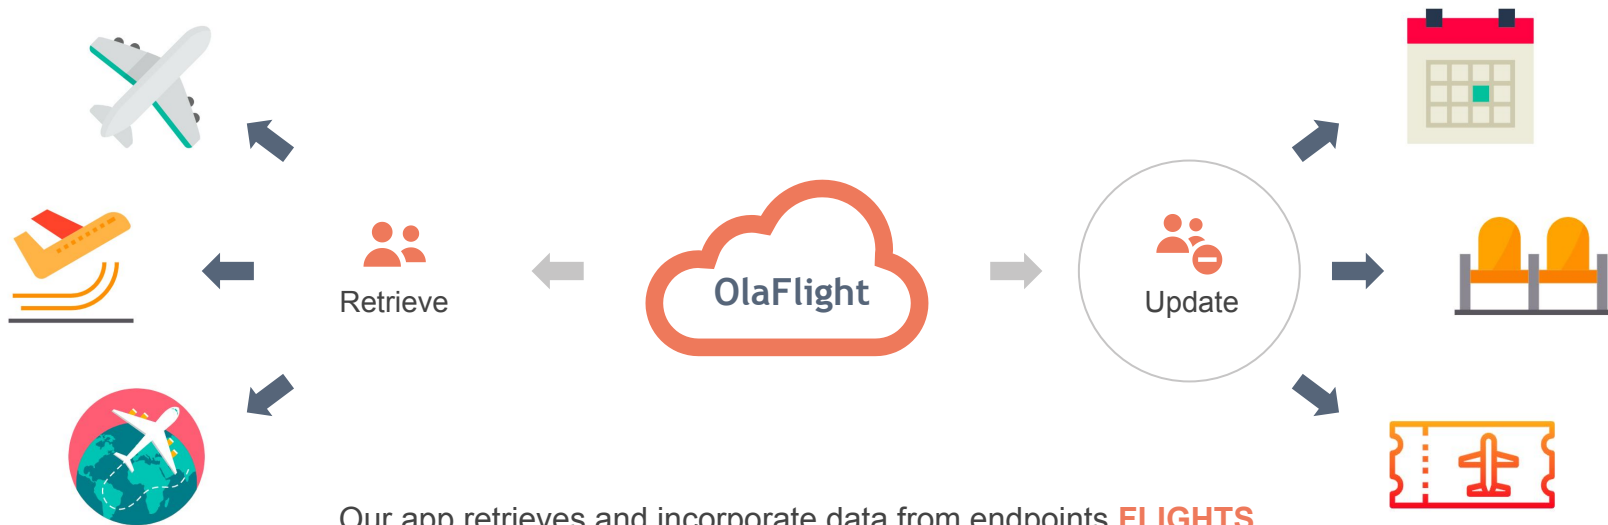 OlaFlight
Retrieve
Update
Our app retrieves and incorporate data from endpoints FLIGHTS